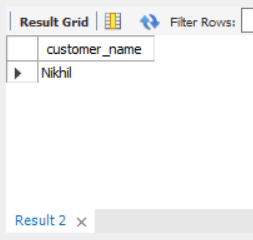 Result Grid Filter Rows:
customer_name
Nikhil
Result 2